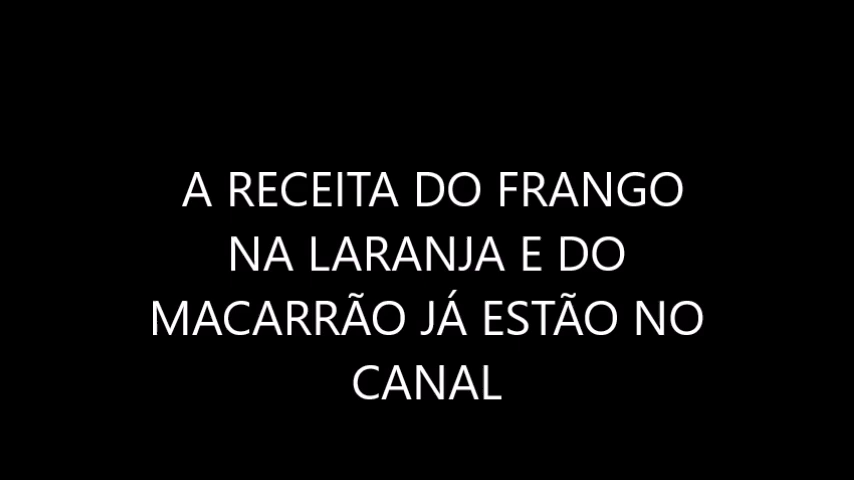 A RECEITA DO FRANGO
NA LARANJA E DO
MACARRÃO JÁ ESTÃO NO
CANAL